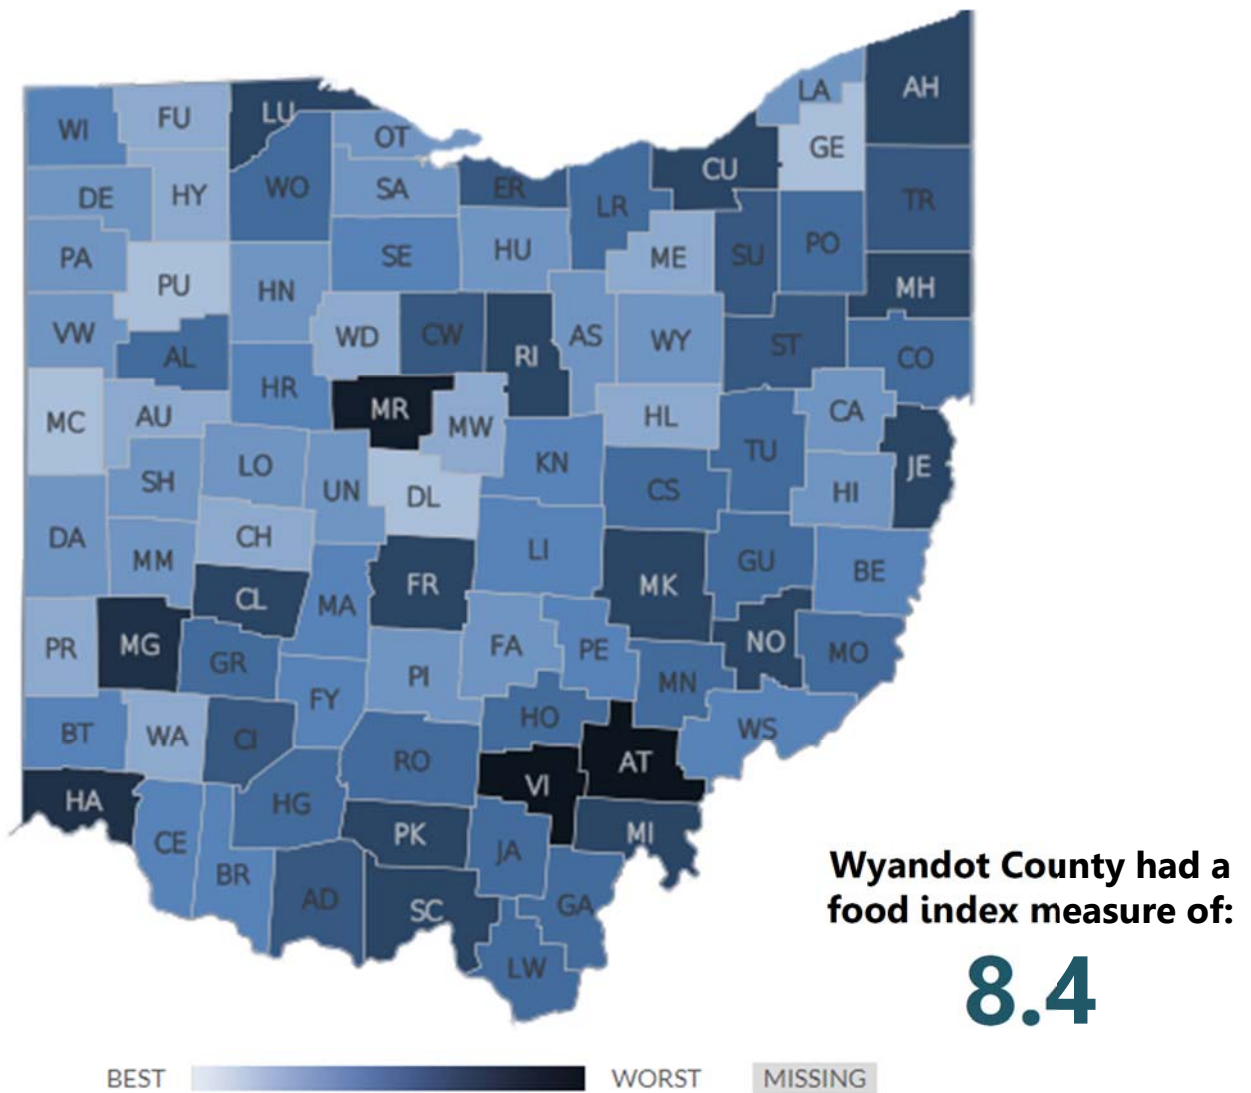 AH
LA
LU
FU
WI
OT
GE
CU
HY
WO
SA
ER
DE
LR
TR
PA
SE
HU
ME
SU
PO
PU
HN
MH
VW
WD
CW
RI
AS
WY
ST
CO
AL
HR
MR
MW
HL
CA
MC
AU
TU
KN
JE
SH
LO
UN
DL
CS
HI
DA
MM
CH
LI
GU
BE
CL
MA
FR
MK
PR
MG
GR
PI
FA
PE
NO
MO
MN
FY
HO
WS
BT
WA
CI
RO
VI
AT
HA
HG
PK
JA
MI
CE
BR
AD
SC
GA
LW
Wyandot County had a
food index measure of:
8.4
BEST WORST MISSING